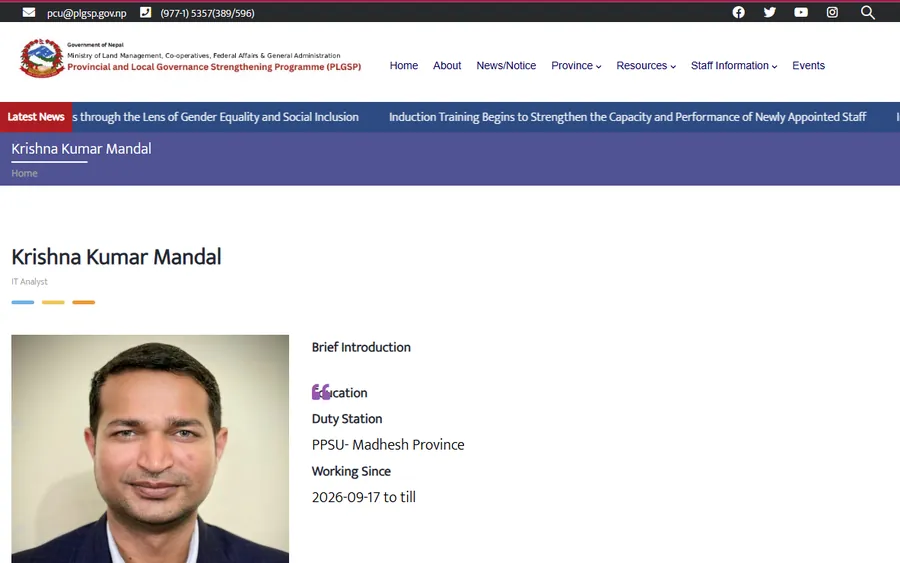 pcu@plgsp.gov.np (977-1) 5357(389/596)
Government of Nepal
Ministry of Land Management, Co-operatives, Federal Affairs & General Administration
Provincial and Local Governance Strengthening Programme (PLGSP)
Home About News/Notice Province Resources Staff Information Events
Latest News s through the Lens of Gender Equality and Social Inclusion Induction Training Begins to Strengthen the Capacity and Performance of Newly Appointed Staff
Krishna Kumar Mandal
Home
Krishna Kumar Mandal
IT Analyst
Brief Introduction
Education
Duty Station
PPSU- Madhesh Province
Working Since
2026-09-17 to till